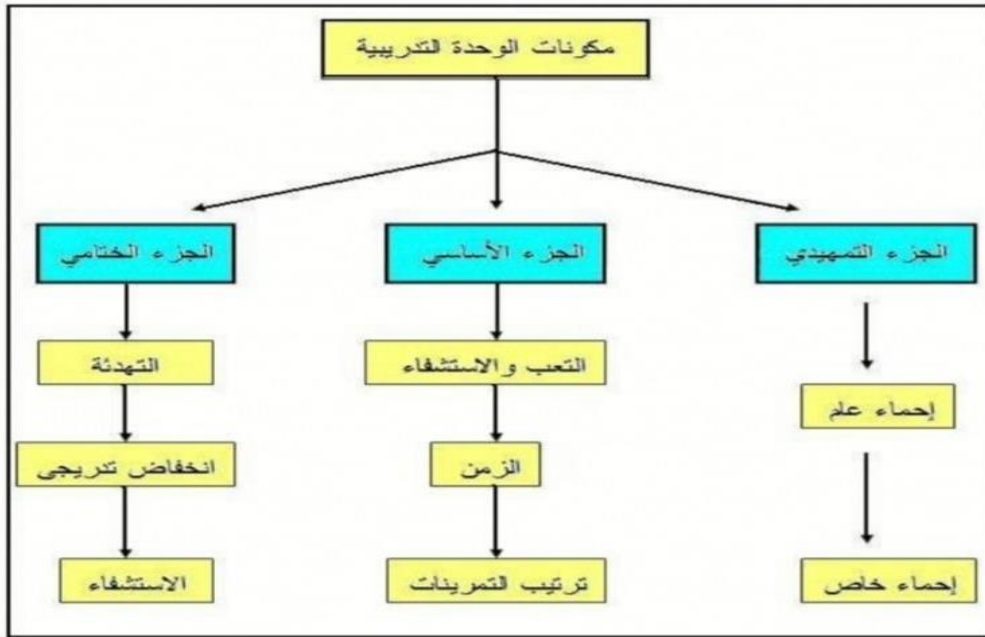 مكونات الوحدة التدريبية
الجزء التمهيدي
الجزء الأساسي
الجزء الختامي
إحماء عام
إحماء خاص
التعب والاستشفاء
الزمن
ترتيب التمرينات
التهدئة
انخفاض تدريجى
الاستشفاء